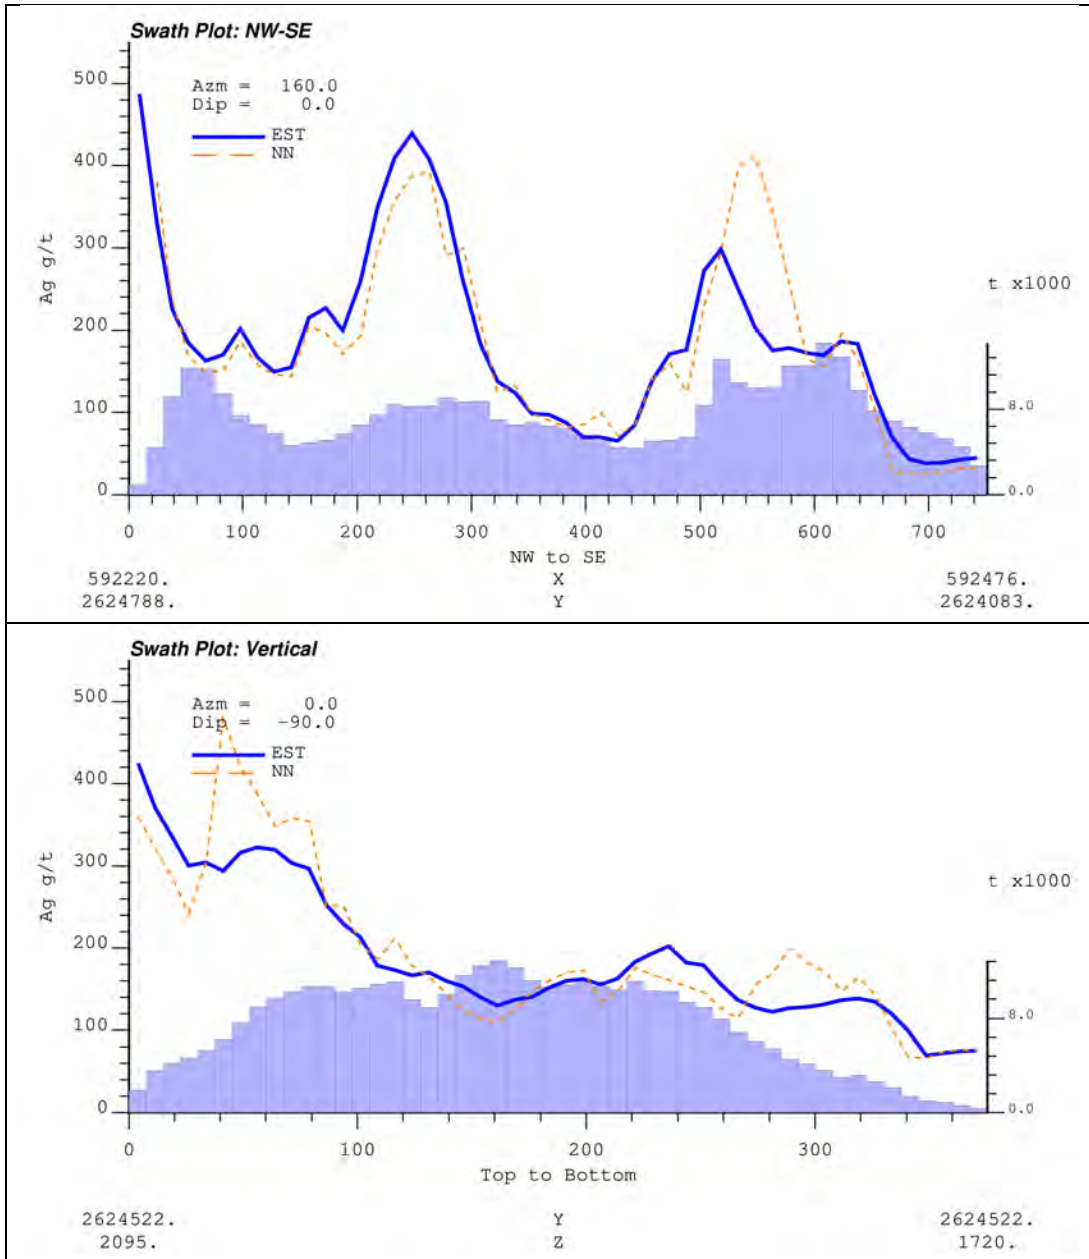 Swath Plot: NW-SE
Azm = 160.0
Dip = 0.0
EST
NN
500
400
300
200
100
0
Ag g/t
t x1000
8.0
0.0
0 100 200 300 400 500 600 700
NW to SE
592220. X 592476.
2624788. Y 2624083.
Swath Plot: Vertical
Azm = 0.0
Dip = -90.0
EST
NN
500
400
300
200
100
0
Ag g/t
t x1000
8.0
0.0
0 100 200 300
Top to Bottom
2624522. Y 2624522.
2095. Z 1720.